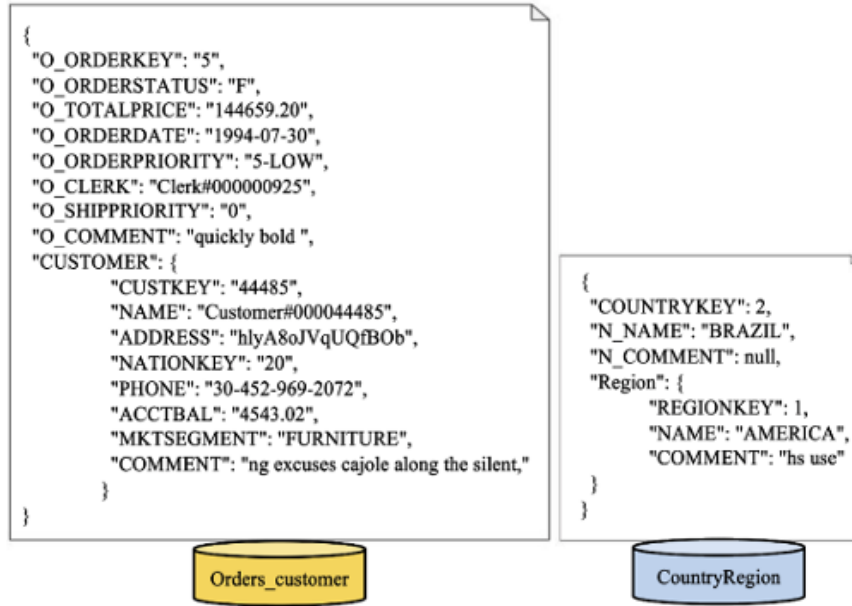 {
"O_ORDERKEY": "5",
"O_ORDERSTATUS": "F",
"O_TOTALPRICE": "144659.20",
"O_ORDERDATE": "1994-07-30",
"O_ORDERPRIORITY": "5-LOW",
"O_CLERK": "Clerk#000000925",
"O_SHIPPRIORITY": "0",
"O_COMMENT": "quickly bold ",
"CUSTOMER": {
"CUSTKEY": "44485",
"NAME": "Customer#000044485",
"ADDRESS": "hlyA8oJVqUQfBOb",
"NATIONKEY": "20",
"PHONE": "30-452-969-2072",
"ACCTBAL": "4543.02",
"MKTSEGMENT": "FURNITURE",
"COMMENT": "ng excuses cajole along the silent,"
}
}
Orders_customer
{
"COUNTRYKEY": 2,
"N_NAME": "BRAZIL",
"N_COMMENT": null,
"Region": {
"REGIONKEY": 1,
"NAME": "AMERICA",
"COMMENT": "hs use"
}
}
CountryRegion